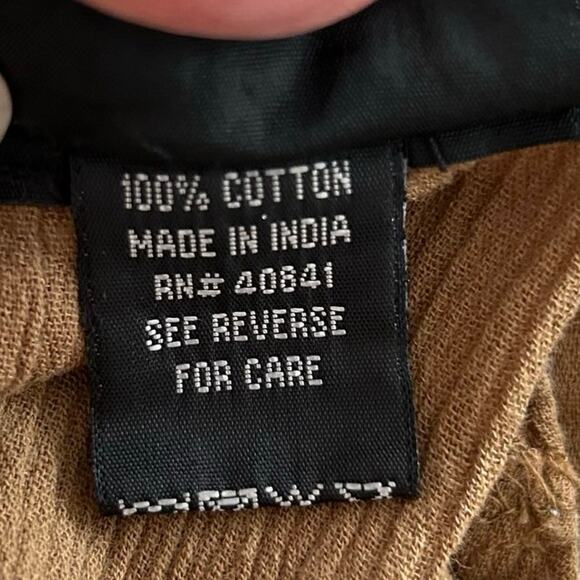 100% COTTON
MADE IN INDIA
RN# 40841
SEE REVERSE
FOR CARE